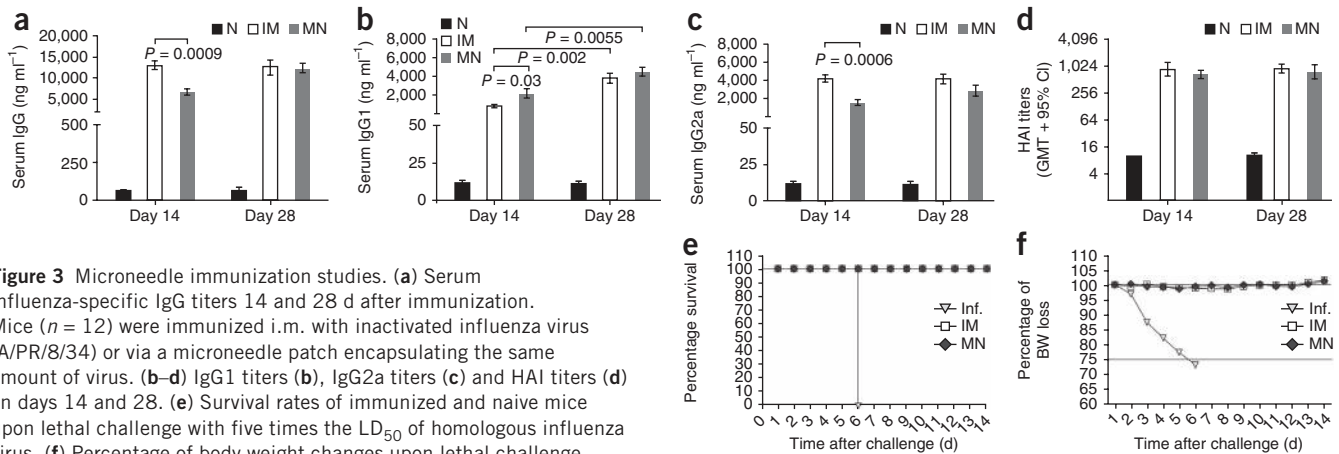 a
N IM MN
Serum IgG (ng ml⁻¹)
20,000
15,000
10,000
5,000
50
250
0
P = 0.0009
Day 14 Day 28
b
N
IM
MN
Serum IgG1 (ng ml⁻¹)
8,000
6,000
4,000
2,000
50
25
0
P = 0.0055
P = 0.002
P = 0.03
Day 14 Day 28
c
N IM MN
Serum IgG2a (ng ml⁻¹)
8,000
6,000
4,000
2,000
50
25
0
P = 0.0006
Day 14 Day 28
d
N IM MN
HAI titers
(GMT + 95% CI)
4,096
1,024
256
64
16
4
Day 14 Day 28
Figure 3 Microneedle immunization studies. (a) Serum
influenza-specific IgG titers 14 and 28 d after immunization.
Mice (n = 12) were immunized i.m. with inactivated influenza virus
(A/PR/8/34) or via a microneedle patch encapsulating the same
amount of virus. (b–d) IgG1 titers (b), IgG2a titers (c) and HAI titers (d)
on days 14 and 28. (e) Survival rates of immunized and naive mice
upon lethal challenge with five times the LD₅₀ of homologous influenza
virus. (f) Percentage of body weight changes upon lethal challenge
e
Percentage survival
110
100
90
80
70
60
50
40
30
20
10
0
Inf.
IM
MN
0 1 2 3 4 5 6 7 8 9 10 11 12 13 14
Time after challenge (d)
f
Percentage of
BW loss
110
105
100
95
90
85
80
75
70
65
60
Inf.
IM
MN
1 2 3 4 5 6 7 8 9 10 11 12 13 14
Time after challenge (d)